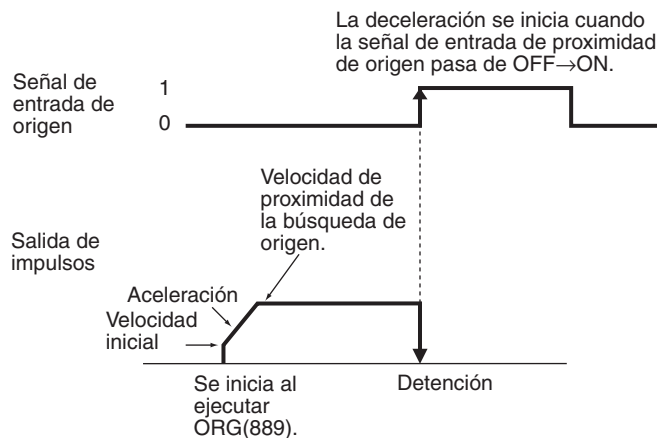 La deceleración se inicia cuando
la señal de entrada de proximidad
de origen pasa de OFF→ON.
Señal de
entrada de
origen
1
0
Velocidad de
proximidad de
la búsqueda de
origen.
Salida de
impulsos
Aceleración
Velocidad
inicial
Se inicia al
ejecutar
ORG(889).
Detención